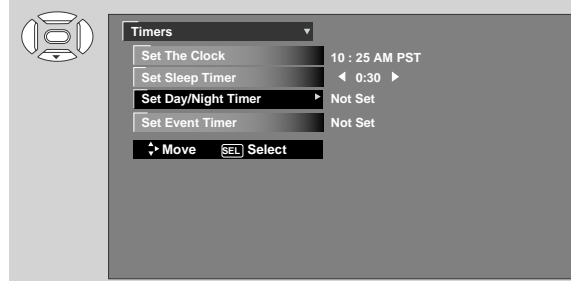 Timers
Set The Clock 10 : 25 AM PST
Set Sleep Timer 0:30
Set Day/Night Timer Not Set
Set Event Timer Not Set
Move SEL Select